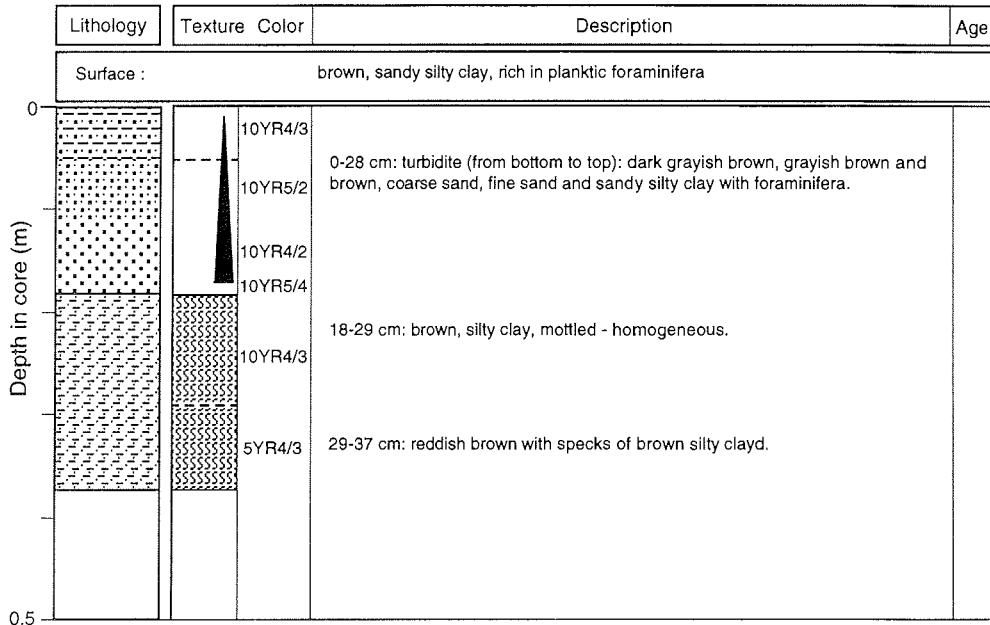 Lithology
Texture Color
Description
Age
Surface :
brown, sandy silty clay, rich in planktic foraminifera
0
10YR4/3
0-28 cm: turbidite (from bottom to top): dark grayish brown, grayish brown and
brown, coarse sand, fine sand and sandy silty clay with foraminifera.
10YR5/2
10YR4/2
10YR5/4
18-29 cm: brown, silty clay, mottled - homogeneous.
10YR4/3
29-37 cm: reddish brown with specks of brown silty clayd.
5YR4/3
Depth in core (m)
0.5